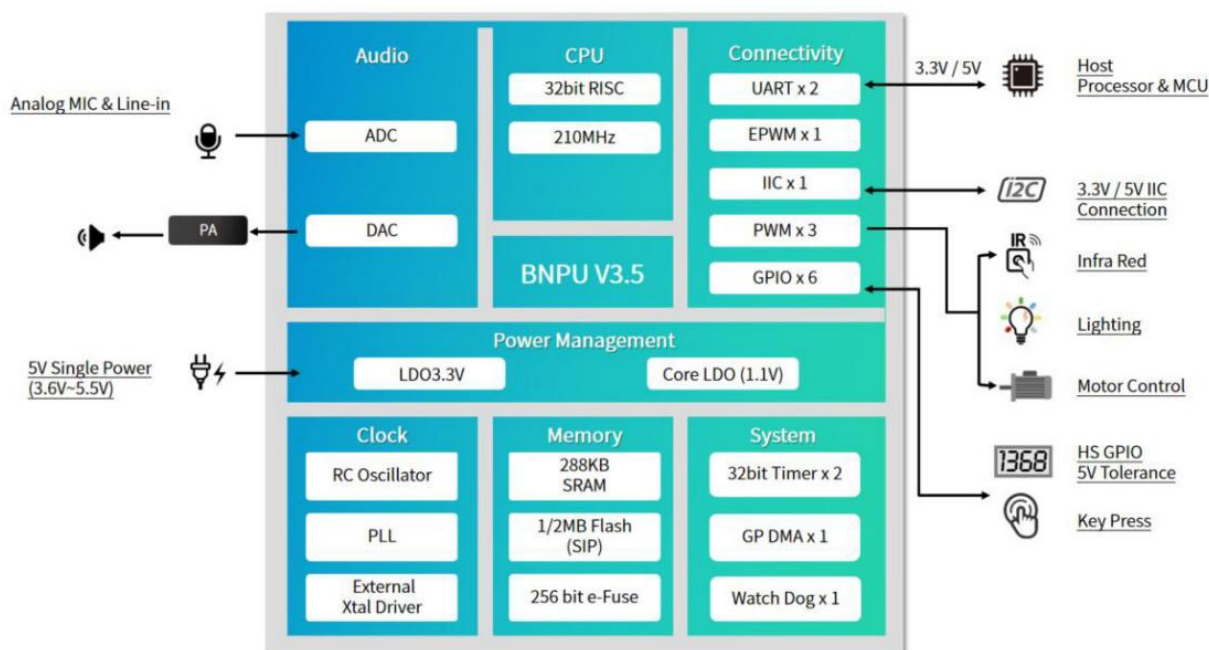 Audio
CPU
Connectivity
Analog MIC & Line-in
ADC
DAC
PA
32bit RISC
210MHz
BNPU V3.5
UART x 2
EPWM x 1
IIC x 1
PWM x 3
GPIO x 6
3.3V / 5V
Host
Processor & MCU
I2C
3.3V / 5V IIC
Connection
IR
Infra Red
Lighting
Motor Control
5V Single Power
(3.6V~5.5V)
Power Management
LDO3.3V
Core LDO (1.1V)
Clock
RC Oscillator
PLL
External
Xtal Driver
Memory
288KB
SRAM
1/2MB Flash
(SIP)
256 bit e-Fuse
System
32bit Timer x 2
GP DMA x 1
Watch Dog x 1
1368
HS GPIO
5V Tolerance
Key Press